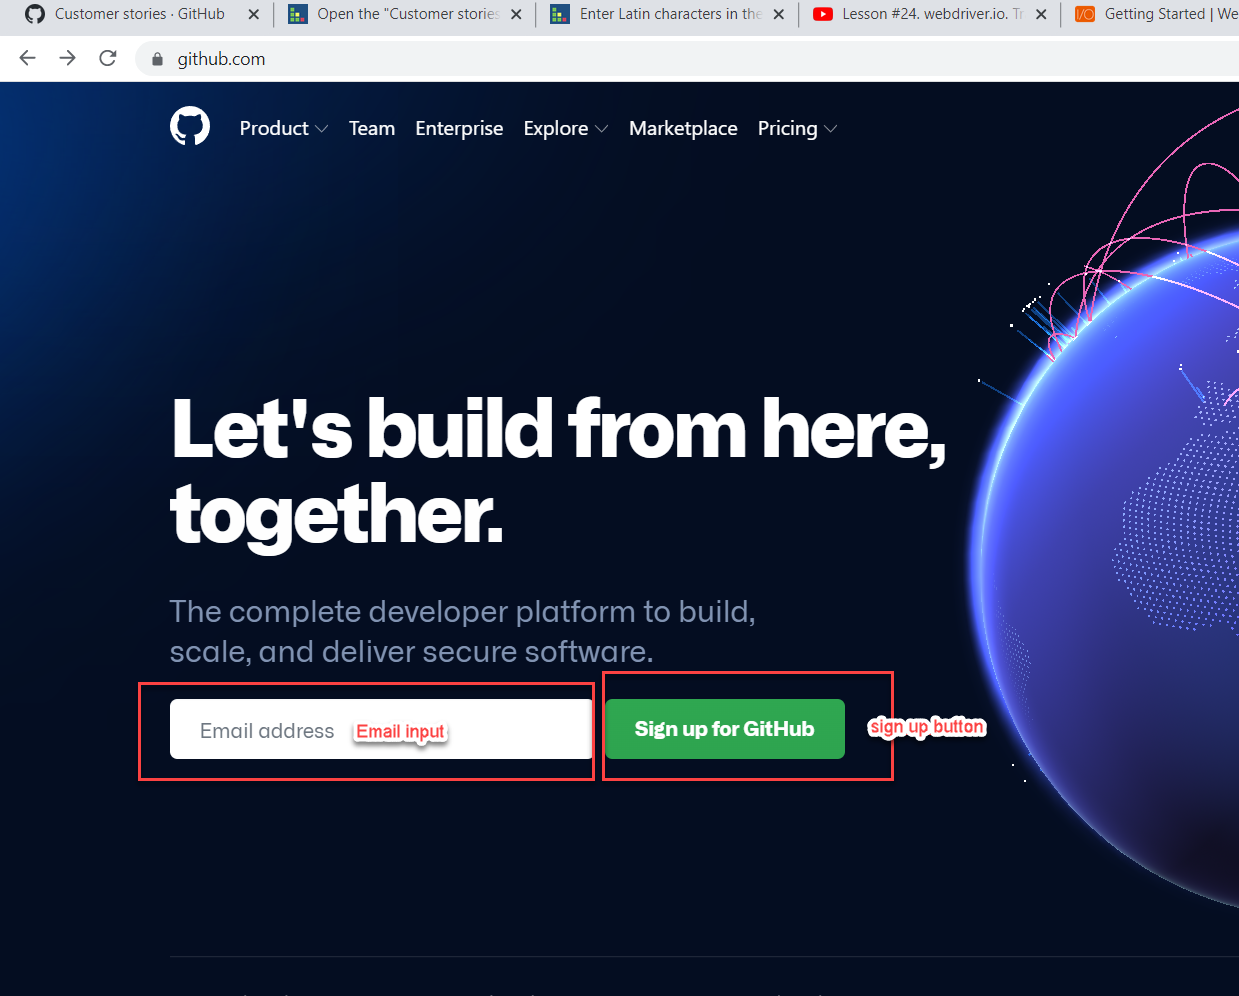 Customer stories · GitHub
Open the "Customer stories
Enter Latin characters in the
Lesson #24. webdriver.io. Tr
Getting Started | We
github.com
Product Team Enterprise Explore Marketplace Pricing
Let's build from here,
together.
The complete developer platform to build,
scale, and deliver secure software.
Email address Email input Sign up for GitHub sign up button